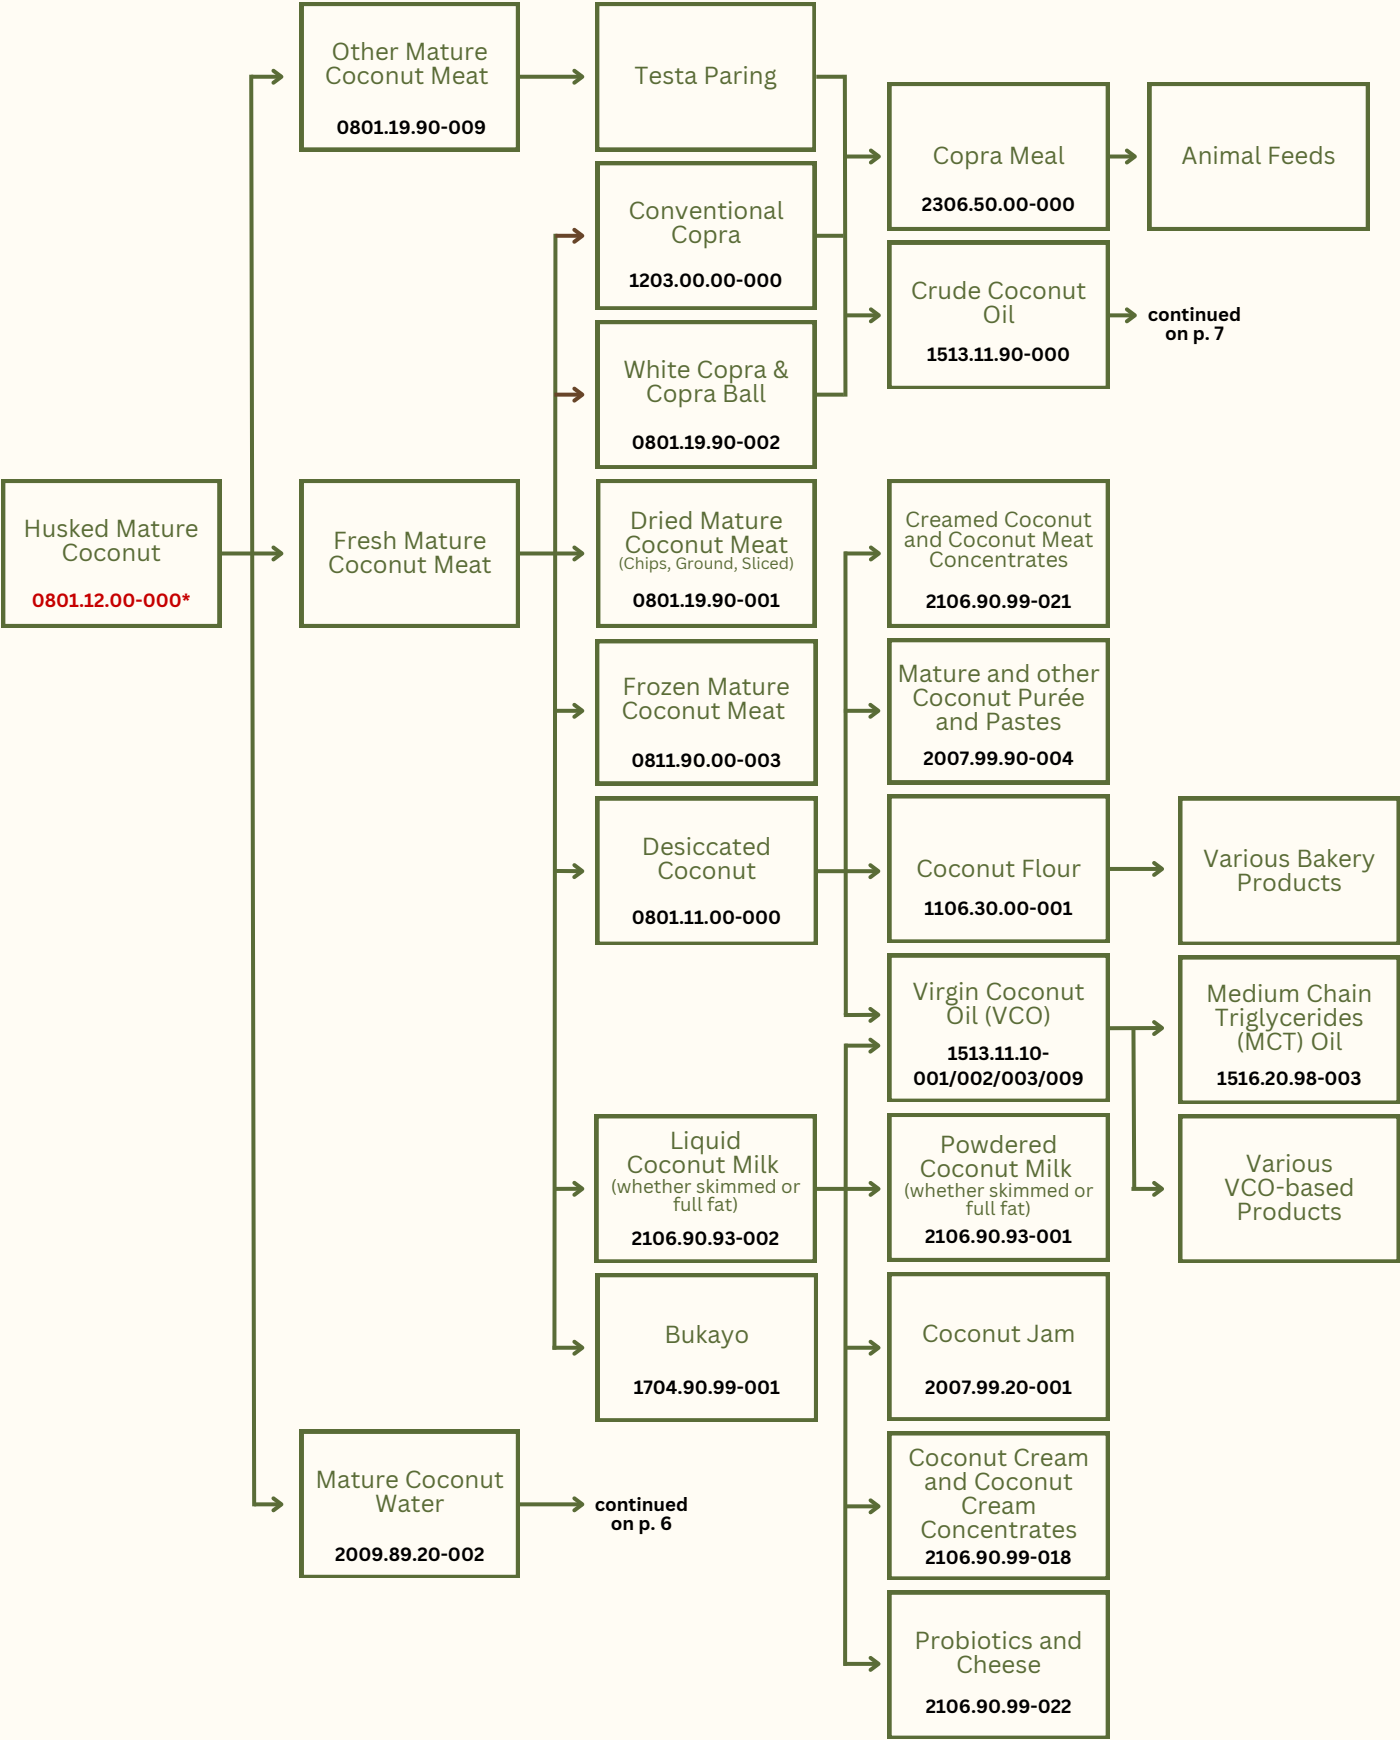 Other Mature
Coconut Meat
0801.19.90-009
Testa Paring
Copra Meal
2306.50.00-000
Animal Feeds
Conventional
Copra
1203.00.00-000
Crude Coconut
Oil
1513.11.90-000
continued
on p. 7
White Copra &
Copra Ball
0801.19.90-002
Husked Mature
Coconut
0801.12.00-000*
Fresh Mature
Coconut Meat
Dried Mature
Coconut Meat
(Chips, Ground, Sliced)
0801.19.90-001
Creamed Coconut
and Coconut Meat
Concentrates
2106.90.99-021
Frozen Mature
Coconut Meat
0811.90.00-003
Mature and other
Coconut Purée
and Pastes
2007.99.90-004
Desiccated
Coconut
0801.11.00-000
Coconut Flour
1106.30.00-001
Various Bakery
Products
Virgin Coconut
Oil (VCO)
1513.11.10-
001/002/003/009
Medium Chain
Triglycerides
(MCT) Oil
1516.20.98-003
Liquid
Coconut Milk
(whether skimmed or
full fat)
2106.90.93-002
Powdered
Coconut Milk
(whether skimmed or
full fat)
2106.90.93-001
Various
VCO-based
Products
Bukayo
1704.90.99-001
Coconut Jam
2007.99.20-001
Mature Coconut
Water
2009.89.20-002
continued
on p. 6
Coconut Cream
and Coconut
Cream
Concentrates
2106.90.99-018
Probiotics and
Cheese
2106.90.99-022